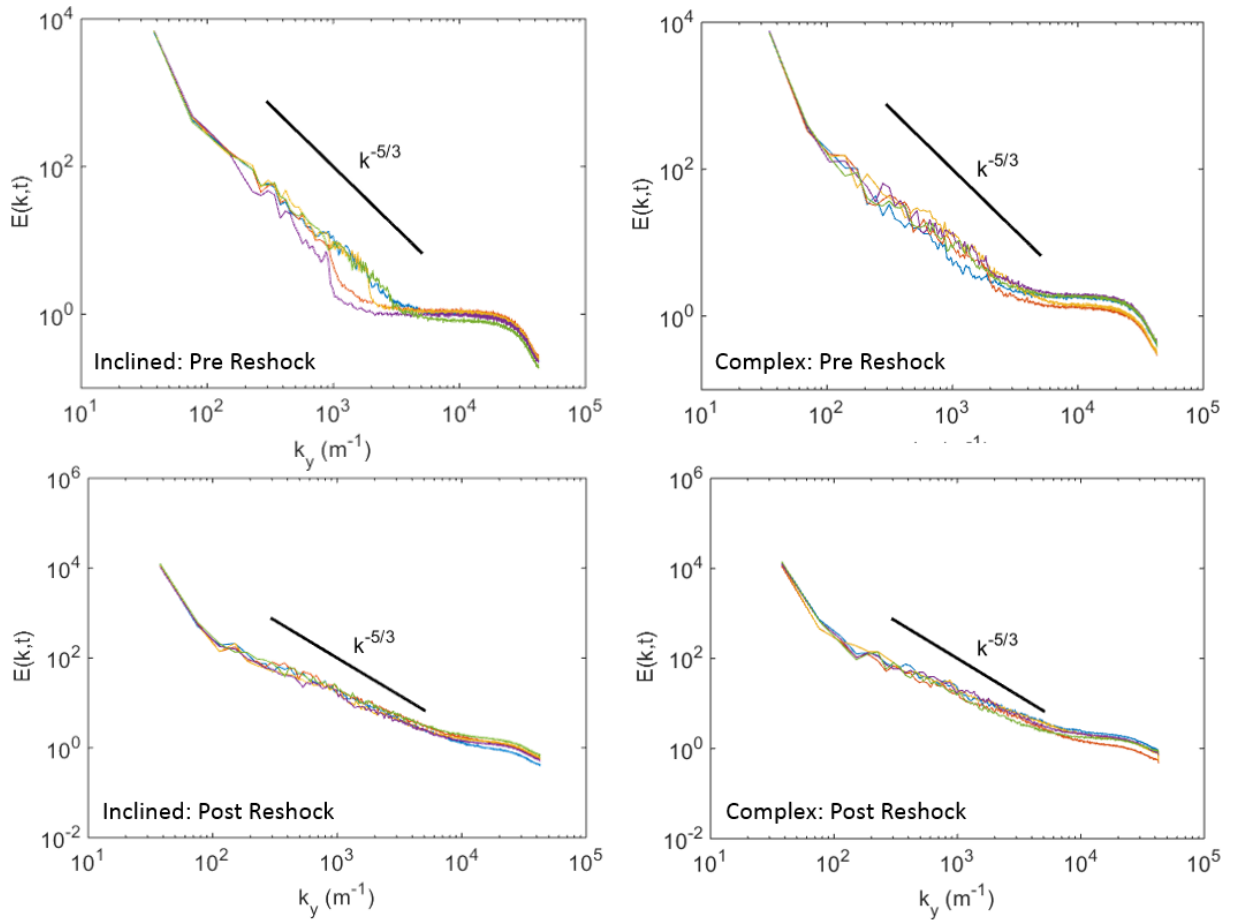 10^4
10^2
10^0
E(k,t)
k^-5/3
Inclined: Pre Reshock
10^1 10^2 10^3 10^4 10^5
k_y (m^-1)
10^4
10^2
10^0
E(k,t)
k^-5/3
Complex: Pre Reshock
10^1 10^2 10^3 10^4 10^5
10^6
10^4
10^2
10^0
10^-2
E(k,t)
k^-5/3
Inclined: Post Reshock
10^1 10^2 10^3 10^4 10^5
k_y (m^-1)
10^6
10^4
10^2
10^0
10^-2
E(k,t)
k^-5/3
Complex: Post Reshock
10^1 10^2 10^3 10^4 10^5
k_y (m^-1)